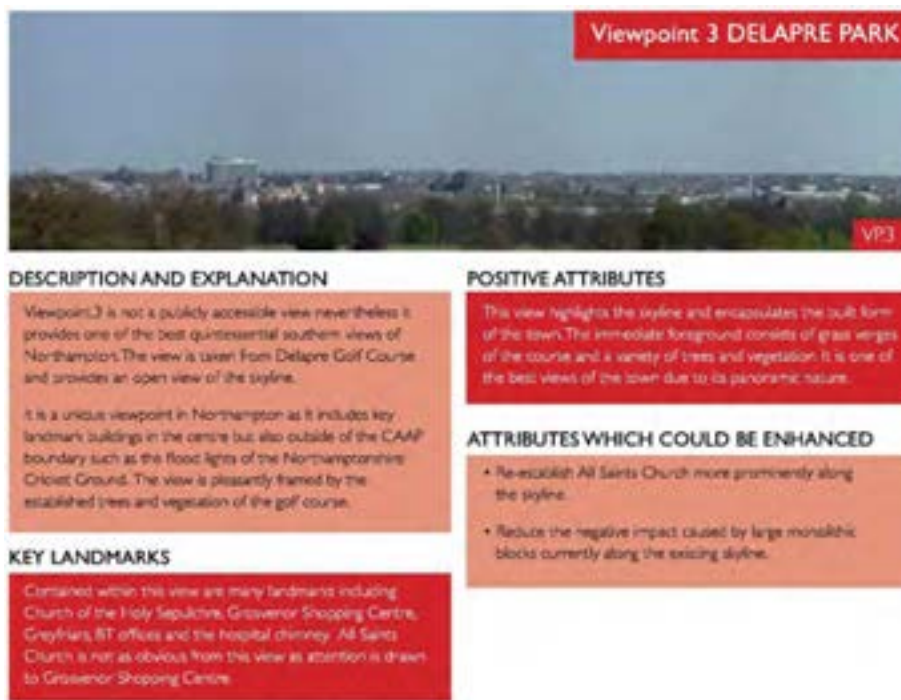 Viewpoint 3 DELAPRE PARK
VP3
DESCRIPTION AND EXPLANATION
Viewpoint 3 is not a publicly accessible view nevertheless it
provides one of the best quintessential southern views of
Northampton. The view is taken from Delapre Golf Course
and provides an open view of the skyline.
It is a unique viewpoint in Northampton as it includes key
landmark buildings in the centre but also outside of the CAAP
boundary such as the flood lights of the Northamptonshire
Cricket Ground. The view is pleasantly framed by the
established trees and vegetation of the golf course.
KEY LANDMARKS
Contained within this view are many landmarks including
Church of the Holy Sepulchre, Grosvenor Shopping Centre,
Greyfriars, BT offices and the hospital chimney. All Saints
Church is not as obvious from this view as attention is drawn
to Grosvenor Shopping Centre.
POSITIVE ATTRIBUTES
This view highlights the skyline and encapsulates the built form
of the town. The immediate foreground consists of grass verges
of the course and a variety of trees and vegetation. It is one of
the best views of the town due to its panoramic nature.
ATTRIBUTES WHICH COULD BE ENHANCED
• Re-establish All Saints Church more prominently along
the skyline.
• Reduce the negative impact caused by large monolithic
blocks currently along the existing skyline.